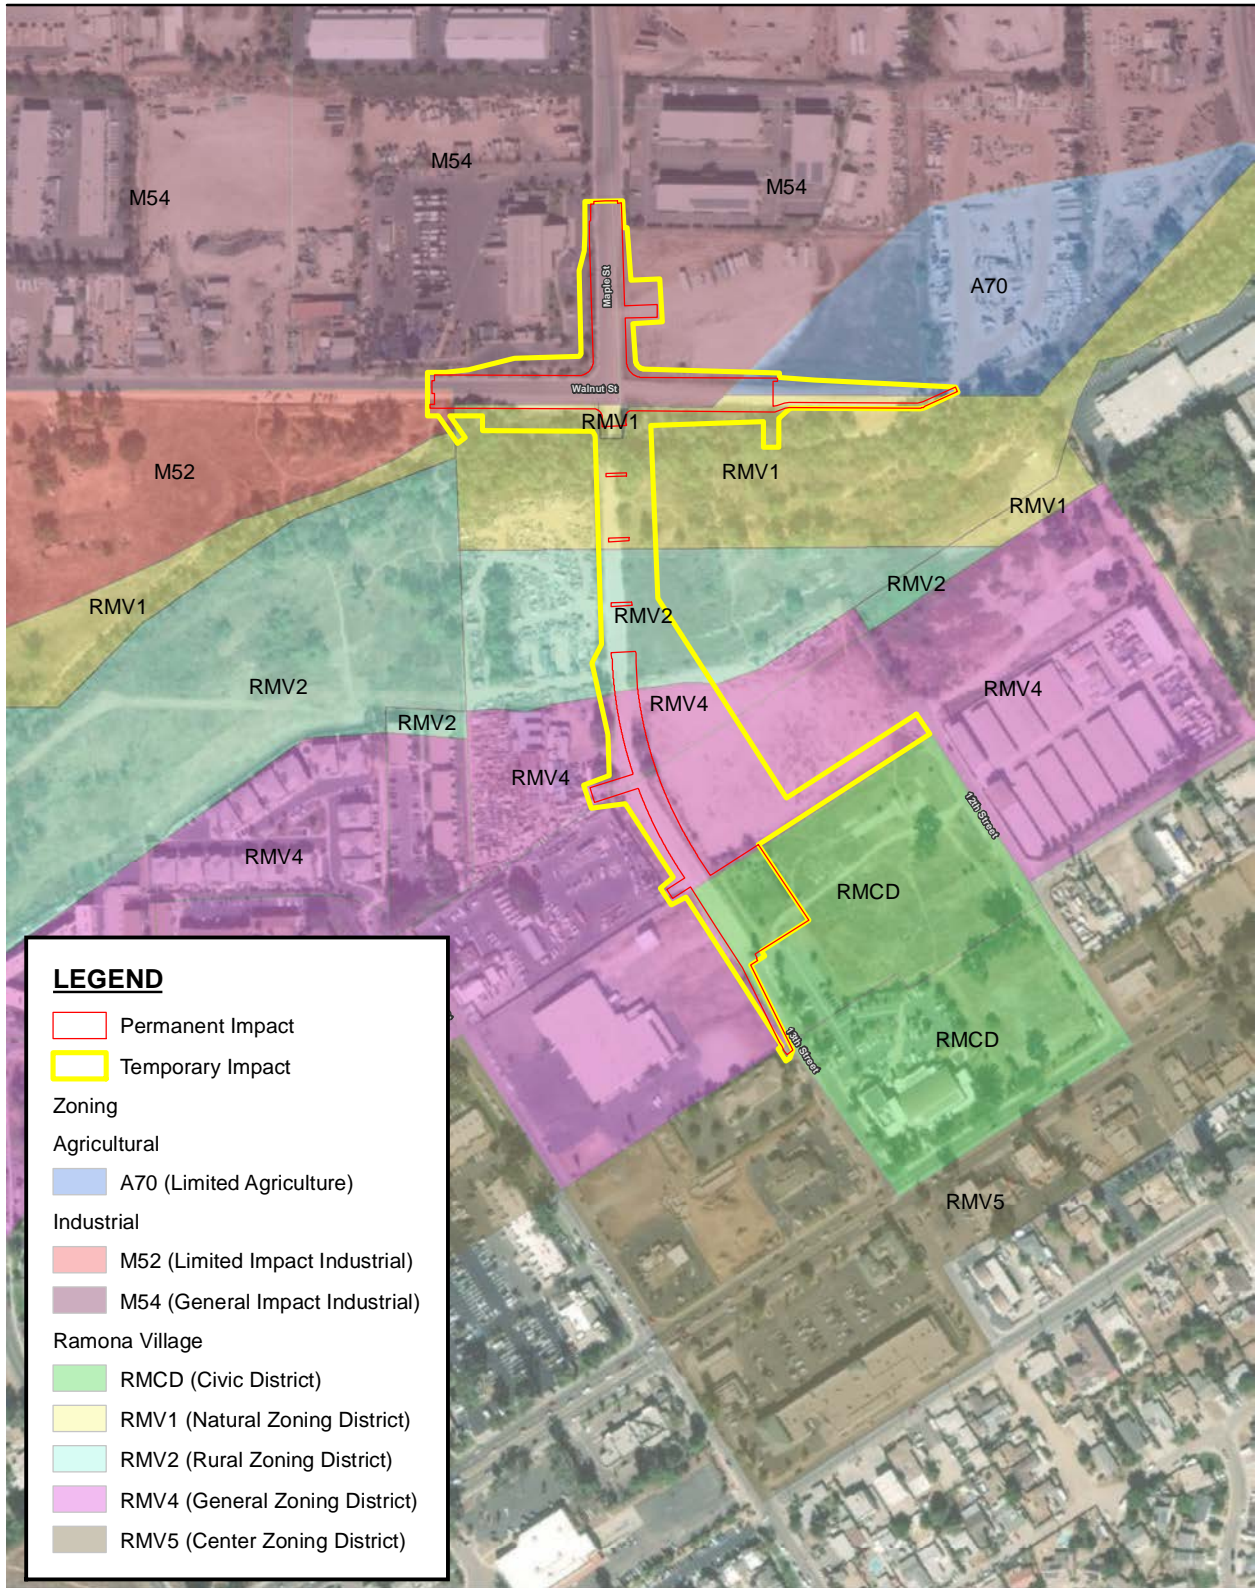 M54
M54
M54
A70
Maple St
Walnut St
RMV1
M52
RMV1
RMV1
RMV1
RMV2
RMV2
RMV2
RMV2
RMV4
RMV4
RMV4
RMV4
12th Street
RMCD
13th Street
RMCD
RMV5
LEGEND
Permanent Impact
Temporary Impact
Zoning
Agricultural
A70 (Limited Agriculture)
Industrial
M52 (Limited Impact Industrial)
M54 (General Impact Industrial)
Ramona Village
RMCD (Civic District)
RMV1 (Natural Zoning District)
RMV2 (Rural Zoning District)
RMV4 (General Zoning District)
RMV5 (Center Zoning District)